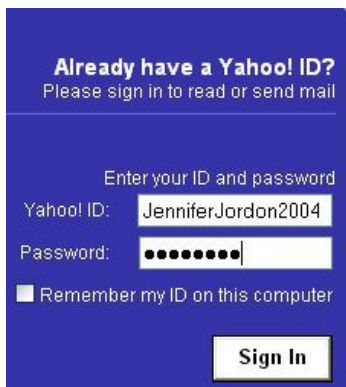 Already have a Yahoo! ID?
Please sign in to read or send mail
Enter your ID and password
Yahoo! ID: JenniferJordon2004
Password: ●●●●●●●●
Remember my ID on this computer
Sign In